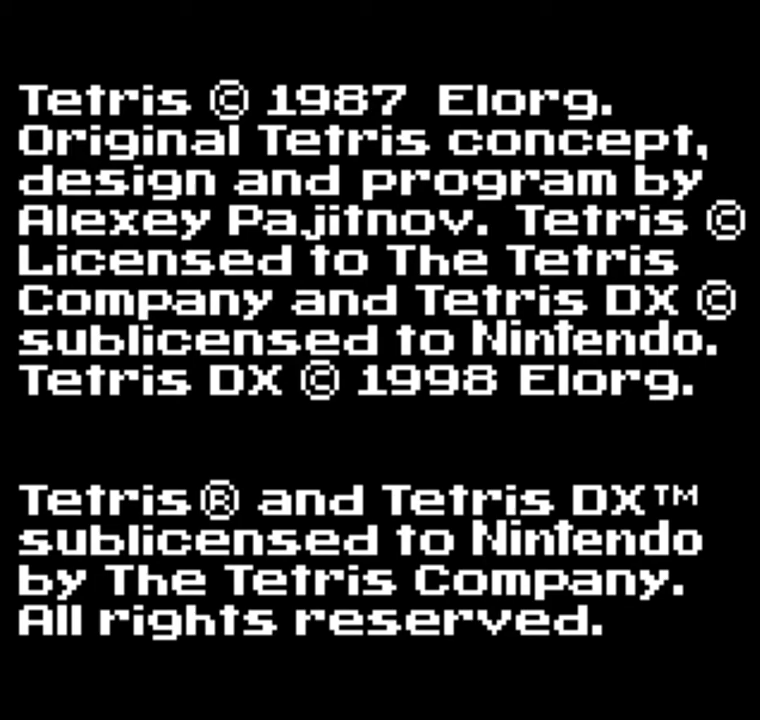 Tetris © 1987 Elorg.
Original Tetris concept,
design and program by
Alexey Pajitnov. Tetris ©
Licensed to The Tetris
Company and Tetris DX ©
sublicensed to Nintendo.
Tetris DX © 1998 Elorg.
Tetris® and Tetris DX™
sublicensed to Nintendo
by The Tetris Company.
All rights reserved.